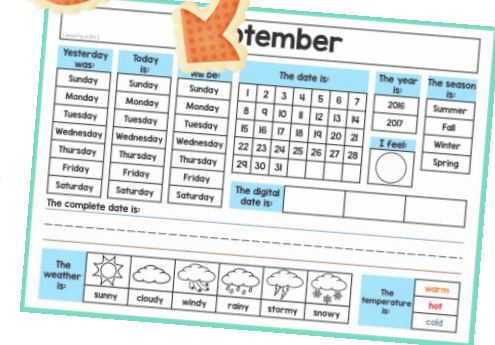 tember
Yesterday was:
Sunday
Monday
Tuesday
Wednesday
Thursday
Friday
Saturday
Today is:
Sunday
Monday
Tuesday
Wednesday
Thursday
Friday
Saturday
will be:
Sunday
Monday
Tuesday
Wednesday
Thursday
Friday
Saturday
The date is:
1 2 3 4 5 6 7
8 9 10 11 12 13 14
15 16 17 18 19 20 21
22 23 24 25 26 27 28
29 30 31
The year is:
2016
2017
I feel:
The season is:
Summer
Fall
Winter
Spring
The digital date is:
The complete date is:
The weather is:
sunny cloudy windy rainy stormy snowy
The temperature is:
warm
hot
cold